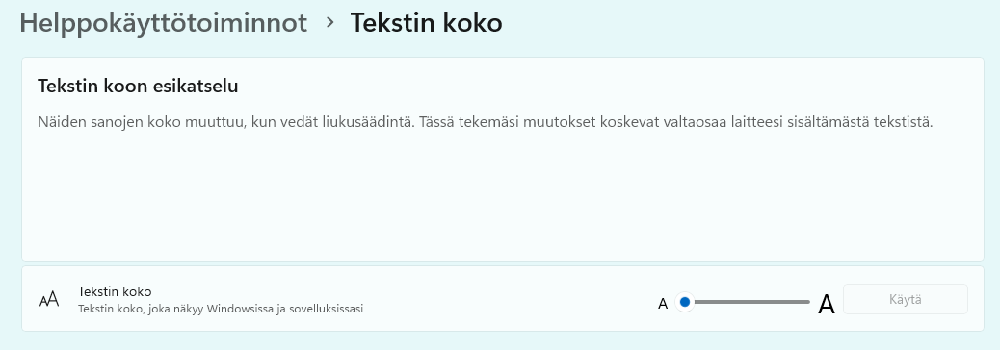 Helppokäyttötoiminnot > Tekstin koko
Tekstin koon esikatselu
Näiden sanojen koko muuttuu, kun vedät liukusäädintä. Tässä tekemäsi muutokset koskevat valtaosaa laitteesi sisältämästä tekstistä.
AA Tekstin koko A A Käytä
Tekstin koko, joka näkyy Windowsissa ja sovelluksissasi